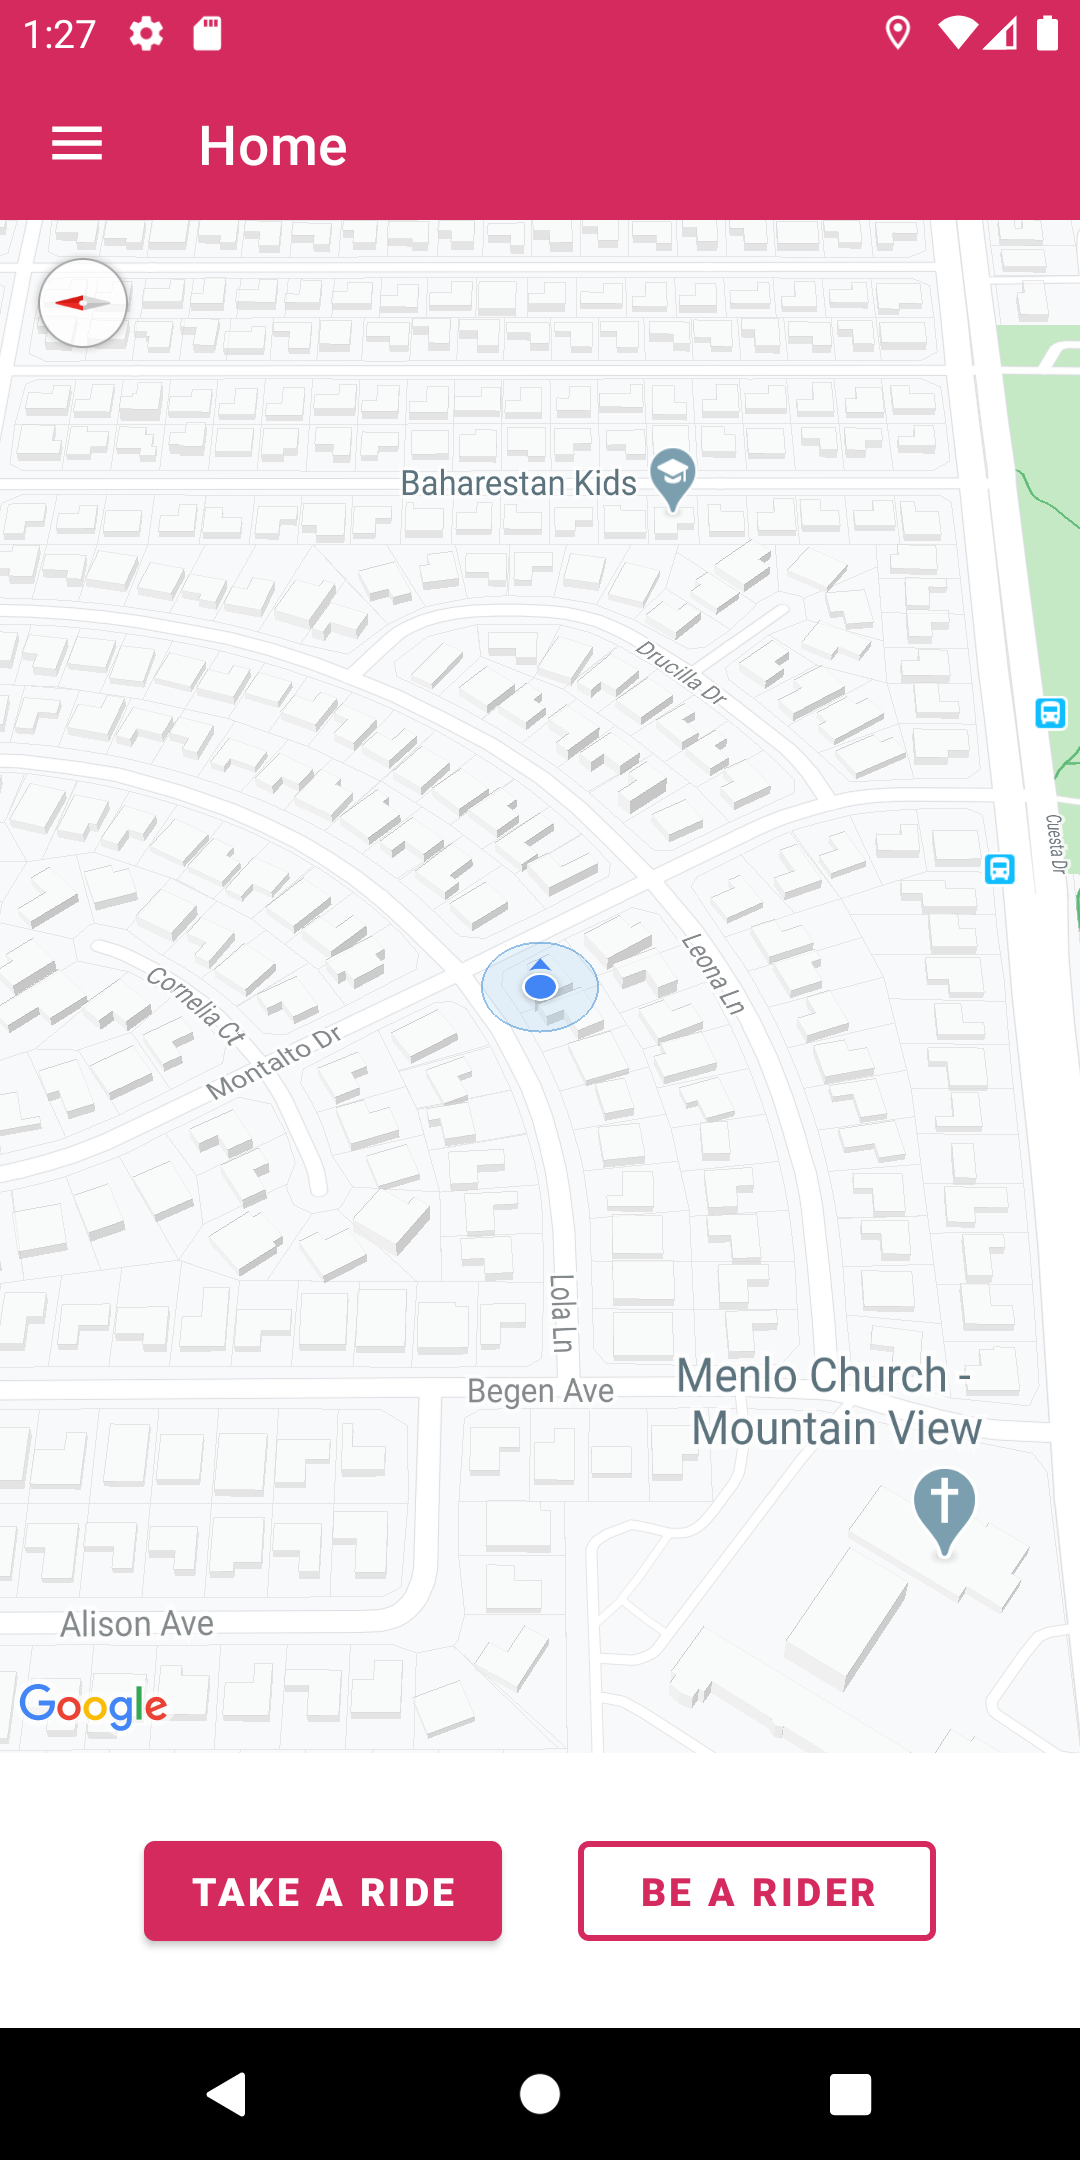 1:27
Home
Baharestan Kids
Drucilla Dr
Cuesta Dr
Leona Ln
Cornelia Ct
Montalto Dr
Lola Ln
Begen Ave
Menlo Church -
Mountain View
Alison Ave
Google
TAKE A RIDE
BE A RIDER